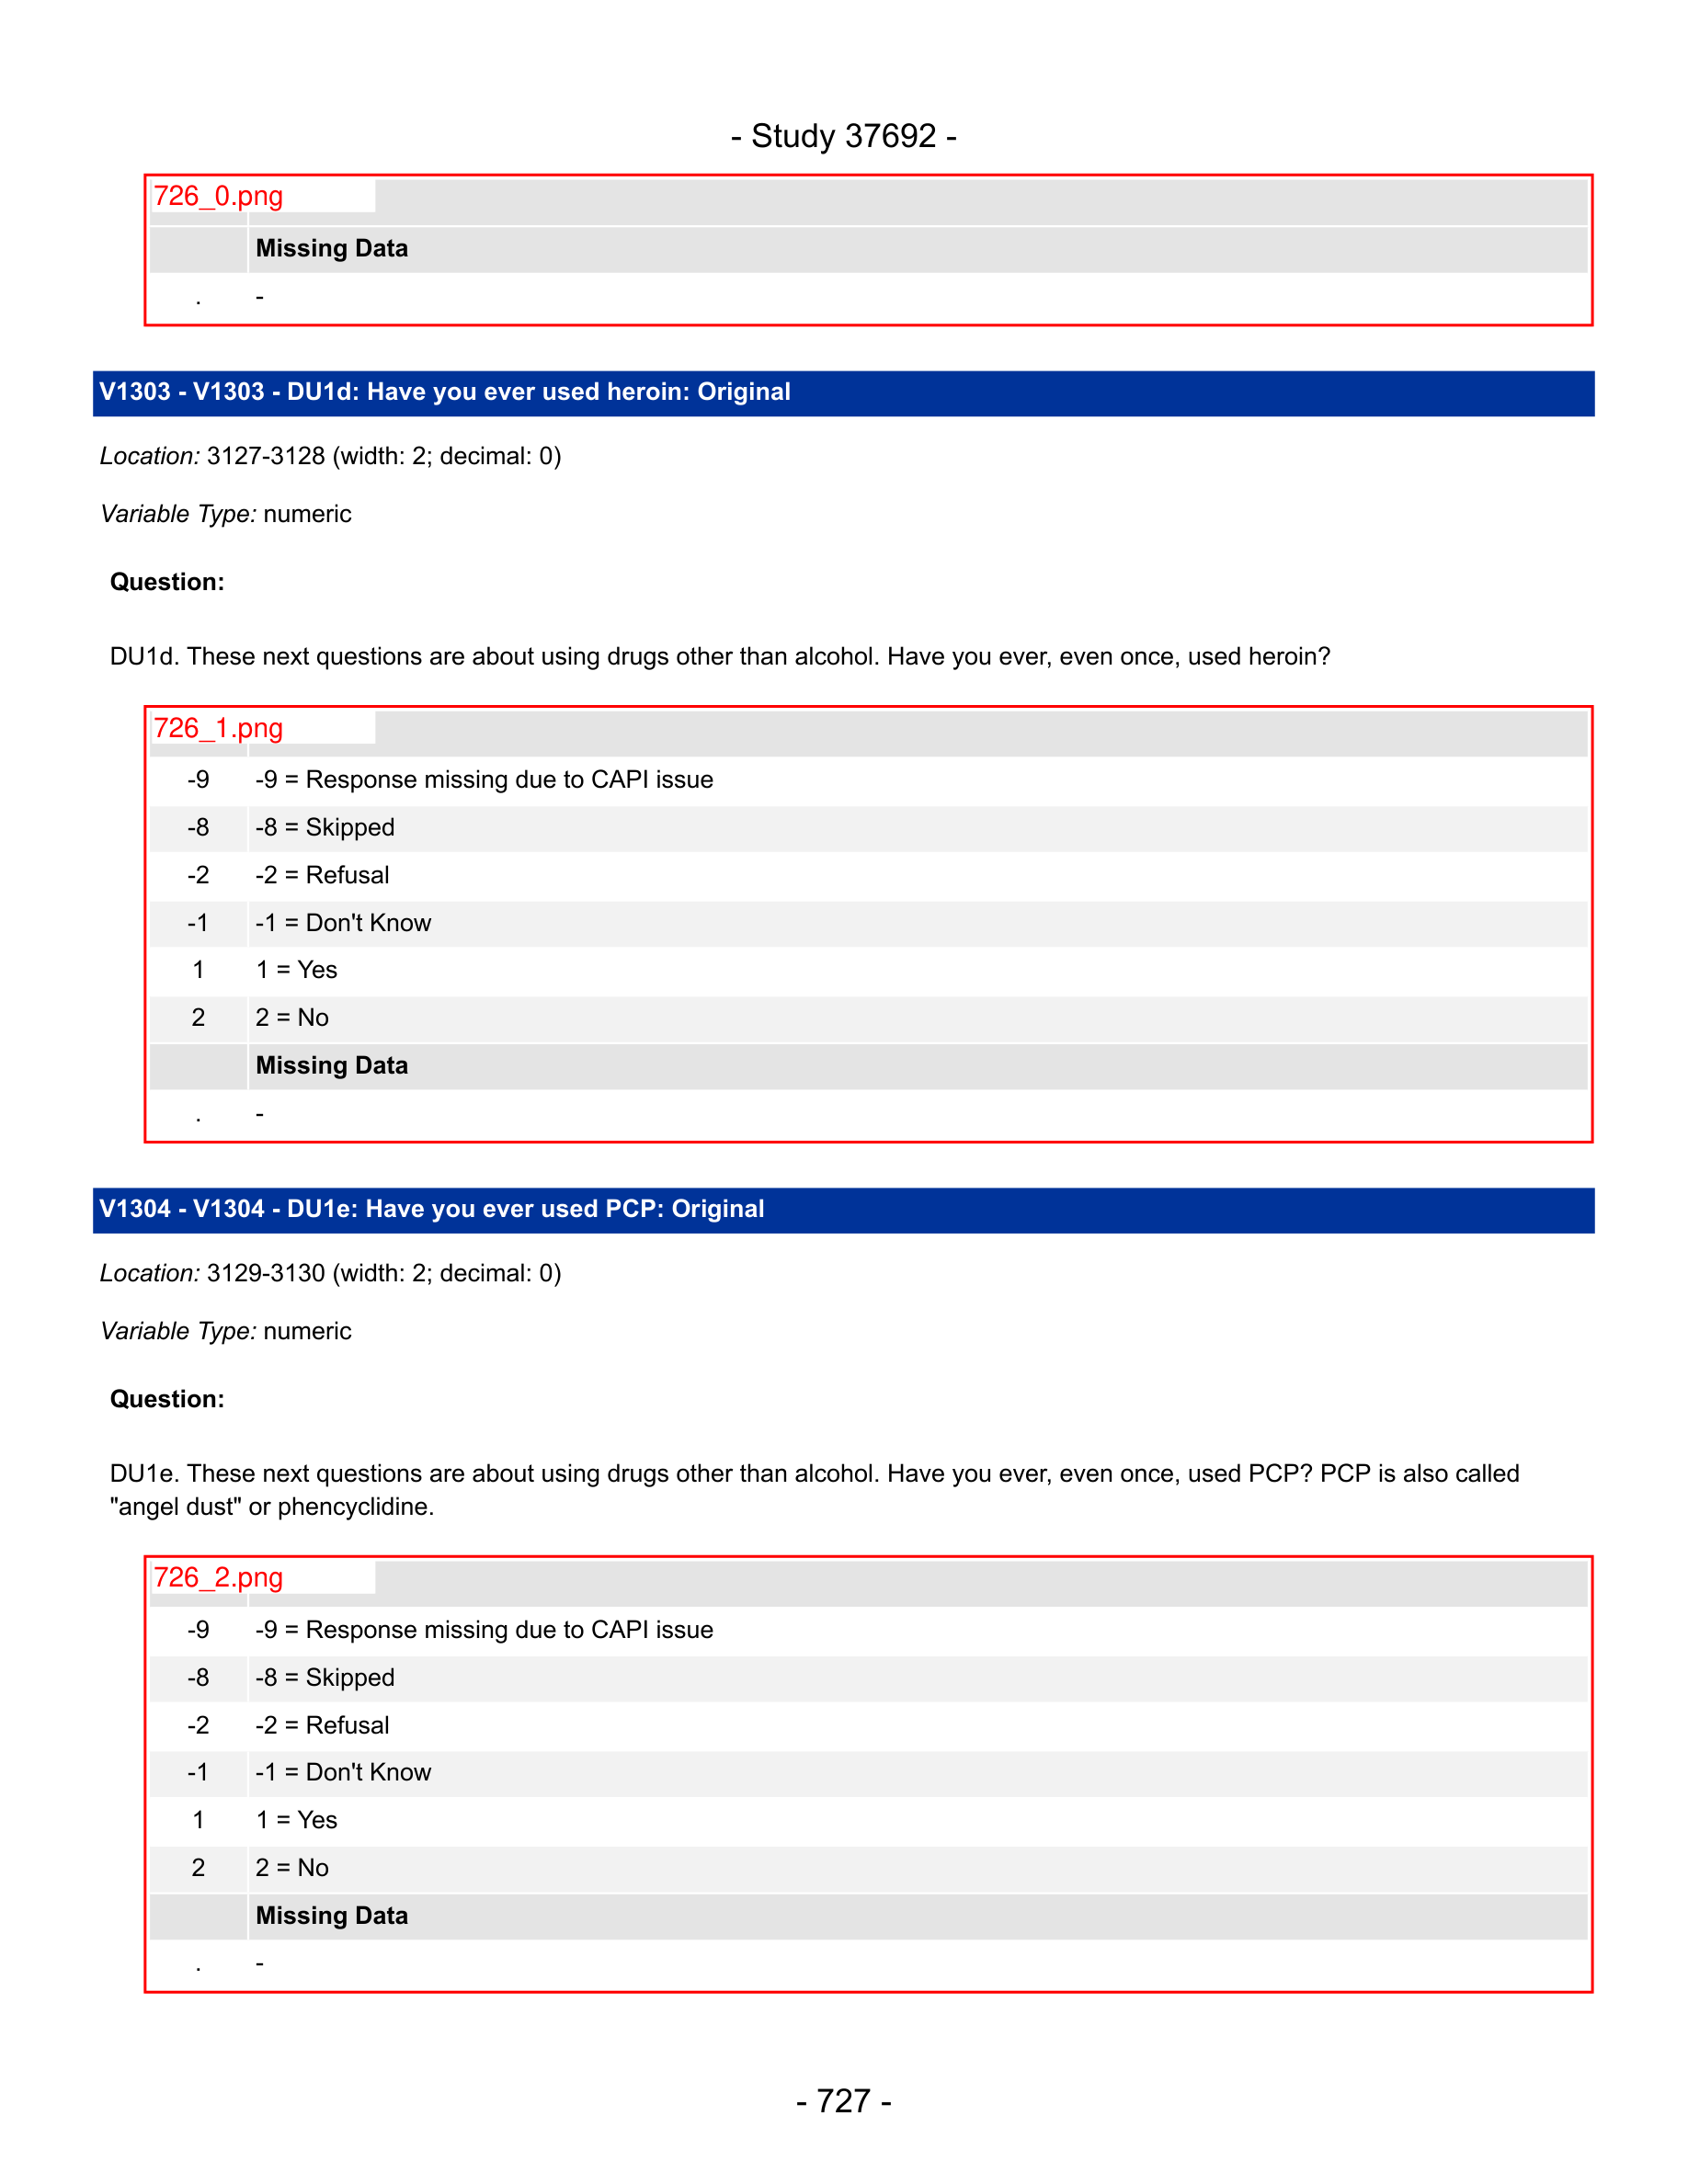 - Study 37692 -
726_0.png
Missing Data
. -
V1303 - V1303 - DU1d: Have you ever used heroin: Original
Location: 3127-3128 (width: 2; decimal: 0)
Variable Type: numeric
Question:
DU1d. These next questions are about using drugs other than alcohol. Have you ever, even once, used heroin?
726_1.png
-9 -9 = Response missing due to CAPI issue
-8 -8 = Skipped
-2 -2 = Refusal
-1 -1 = Don't Know
1 1 = Yes
2 2 = No
Missing Data
. -
V1304 - V1304 - DU1e: Have you ever used PCP: Original
Location: 3129-3130 (width: 2; decimal: 0)
Variable Type: numeric
Question:
DU1e. These next questions are about using drugs other than alcohol. Have you ever, even once, used PCP? PCP is also called
"angel dust" or phencyclidine.
726_2.png
-9 -9 = Response missing due to CAPI issue
-8 -8 = Skipped
-2 -2 = Refusal
-1 -1 = Don't Know
1 1 = Yes
2 2 = No
Missing Data
. -
- 727 -